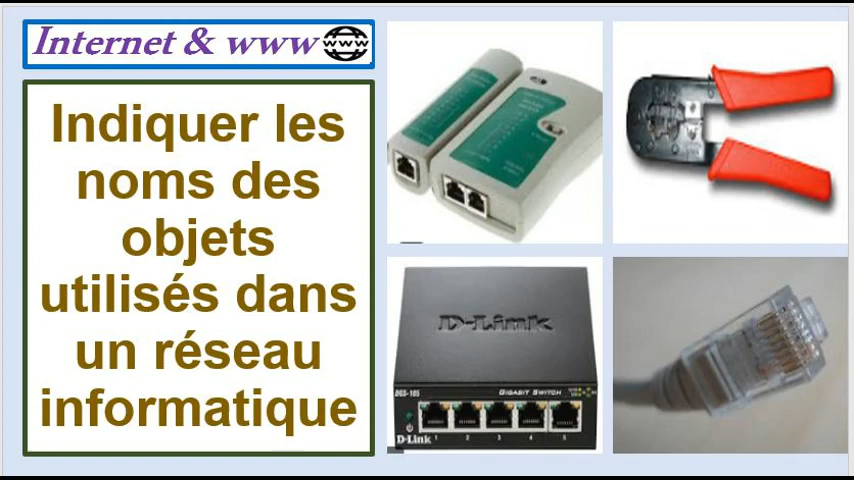 Internet & www
www
Indiquer les
noms des
objets
utilisés dans
un réseau
informatique
D-Link
DGS-105
GIGABIT SWITCH
D-Link
1 2 3 4 5